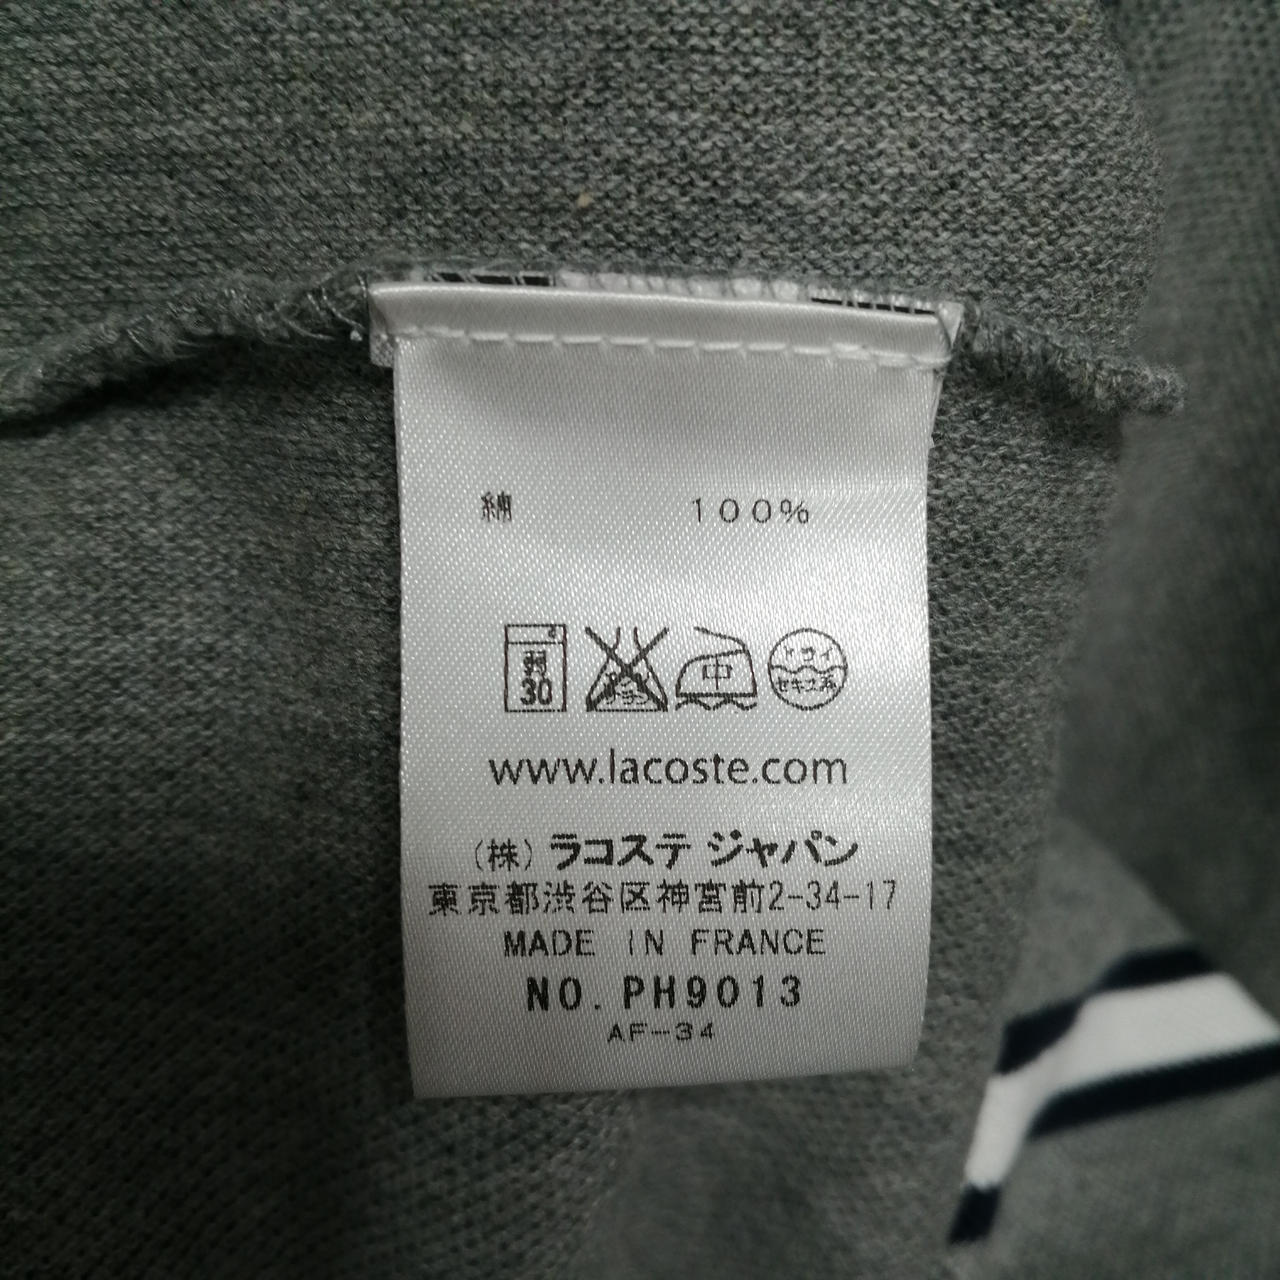 綿 100%
弱 30 中 ドライ
セキユ系
www.lacoste.com
(株) ラコステ ジャパン
東京都渋谷区神宮前2-34-17
MADE IN FRANCE
NO. PH9013
AF-34